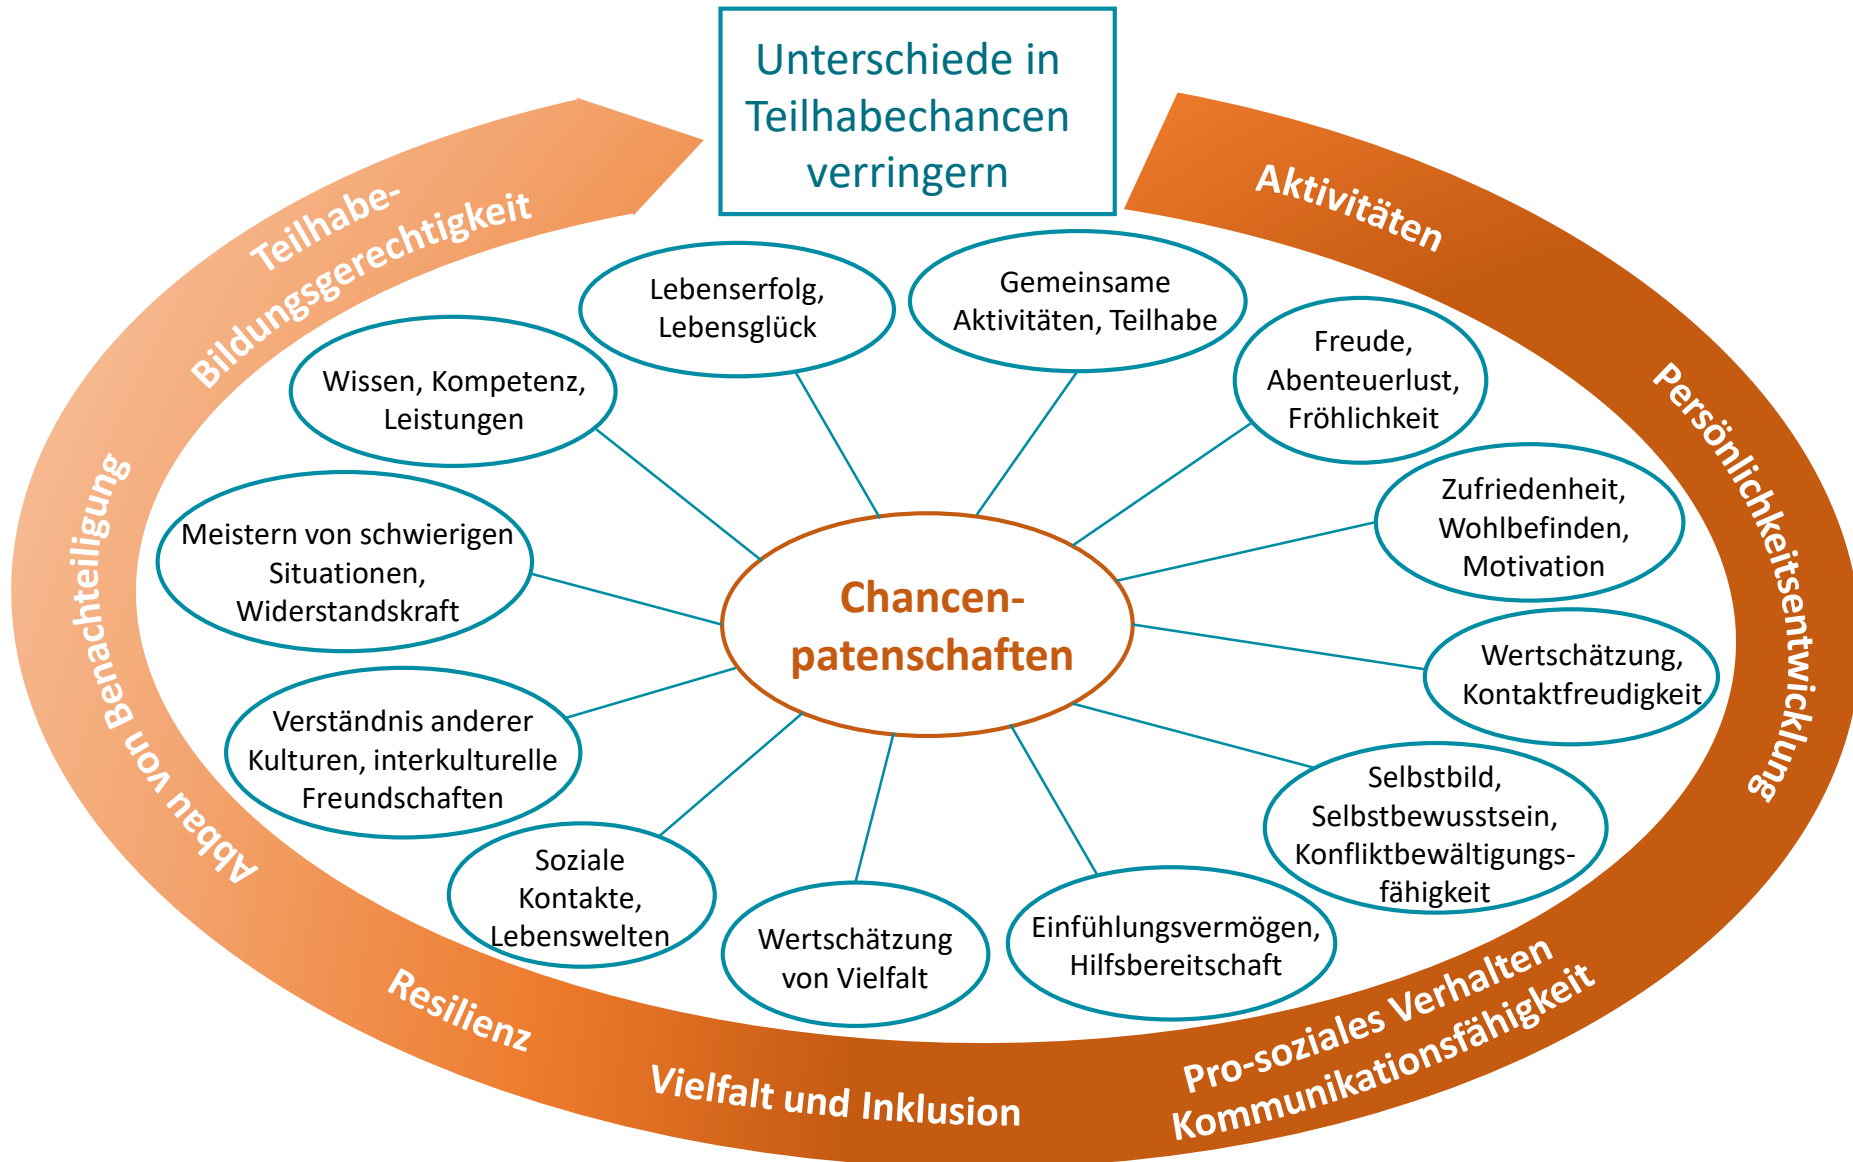 Unterschiede in
Teilhabechancen
verringern
Aktivitäten
Persönlichkeitsentwicklung
Pro-soziales Verhalten
Kommunikationsfähigkeit
Vielfalt und Inklusion
Resilienz
Abbau von Benachteiligung
Teilhabe-
Bildungsgerechtigkeit
Gemeinsame
Aktivitäten, Teilhabe
Freude,
Abenteuerlust,
Fröhlichkeit
Zufriedenheit,
Wohlbefinden,
Motivation
Wertschätzung,
Kontaktfreudigkeit
Selbstbild,
Selbstbewusstsein,
Konfliktbewältigungs-
fähigkeit
Einfühlungsvermögen,
Hilfsbereitschaft
Wertschätzung
von Vielfalt
Soziale
Kontakte,
Lebenswelten
Verständnis anderer
Kulturen, interkulturelle
Freundschaften
Meistern von schwierigen
Situationen,
Widerstandskraft
Wissen, Kompetenz,
Leistungen
Lebenserfolg,
Lebensglück
Chancen-
patenschaften